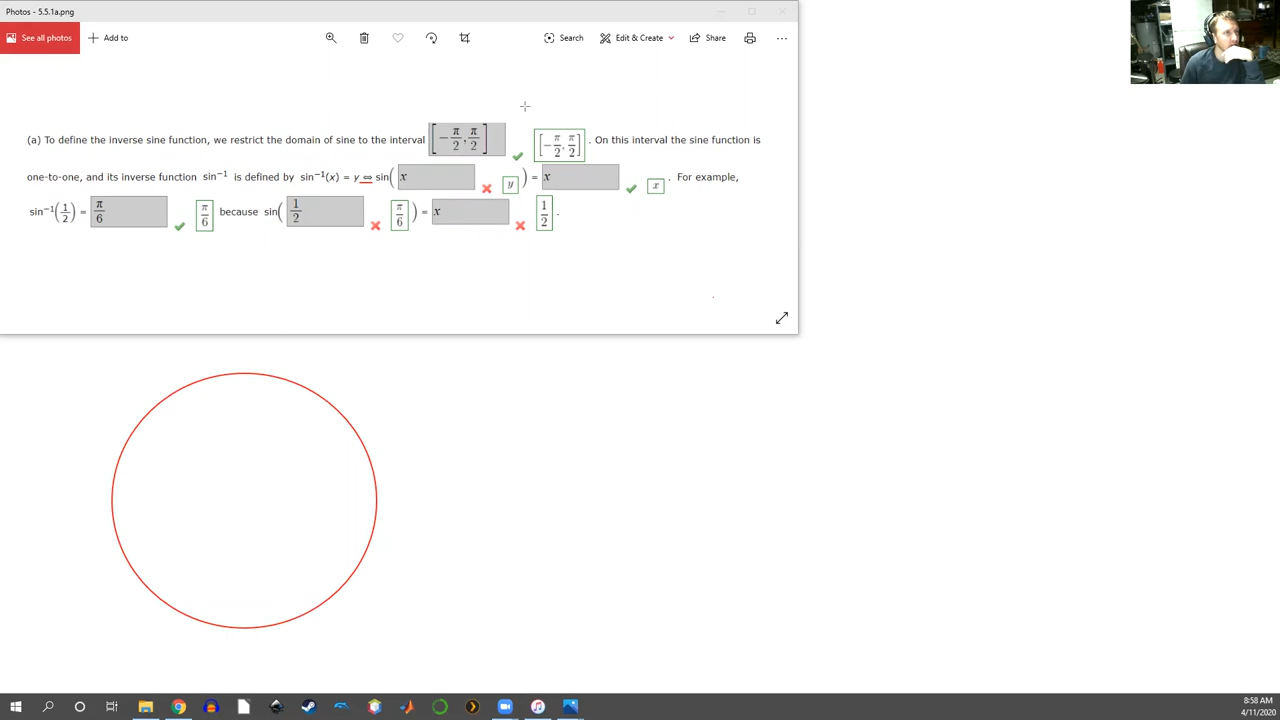 Photos - 5.5.1a.png
See all photos
Add to
Search
Edit & Create
Share
(a) To define the inverse sine function, we restrict the domain of sine to the interval [−π/2, π/2] [−π/2, π/2] . On this interval the sine function is
one-to-one, and its inverse function sin⁻¹ is defined by sin⁻¹(x) = y ⇔ sin( x y ) = x x . For example,
sin⁻¹(1/2) = π/6 π/6 because sin( 1/2 π/6 ) = x 1/2 .
8:58 AM
4/11/2020